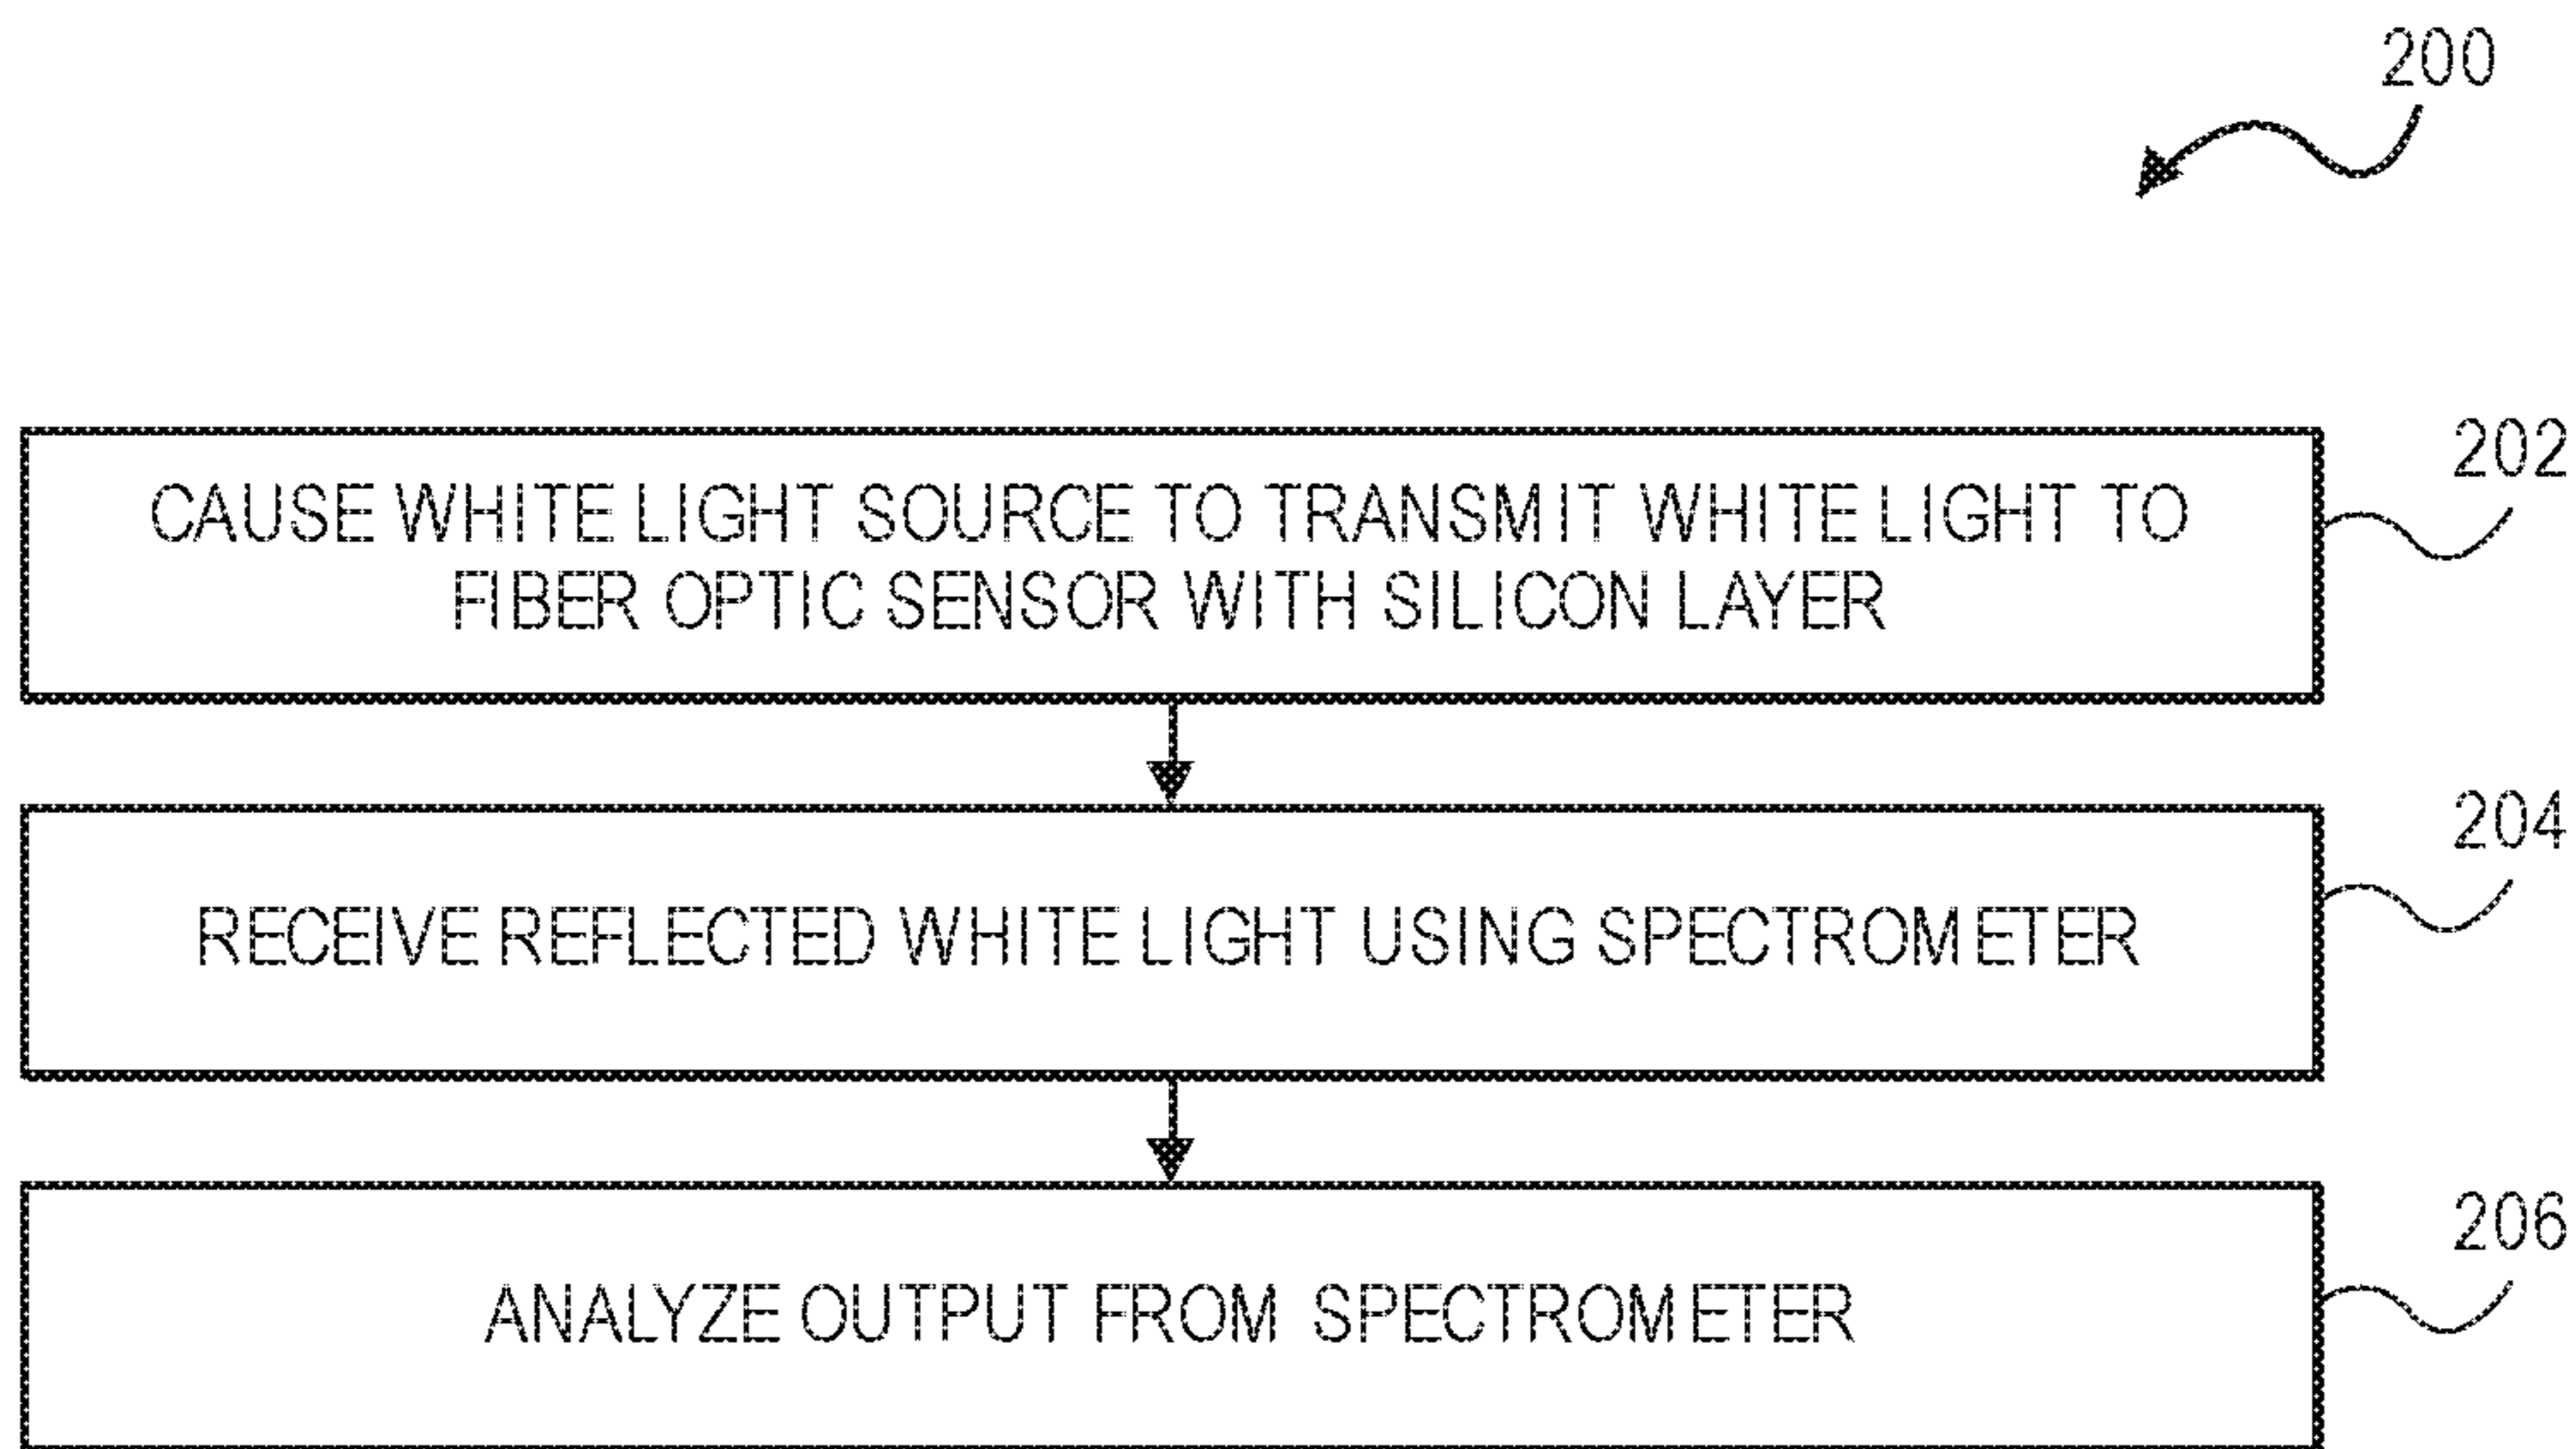 200
202
CAUSE WHITE LIGHT SOURCE TO TRANSMIT WHITE LIGHT TO
FIBER OPTIC SENSOR WITH SILICON LAYER
204
RECEIVE REFLECTED WHITE LIGHT USING SPECTROMETER
206
ANALYZE OUTPUT FROM SPECTROMETER